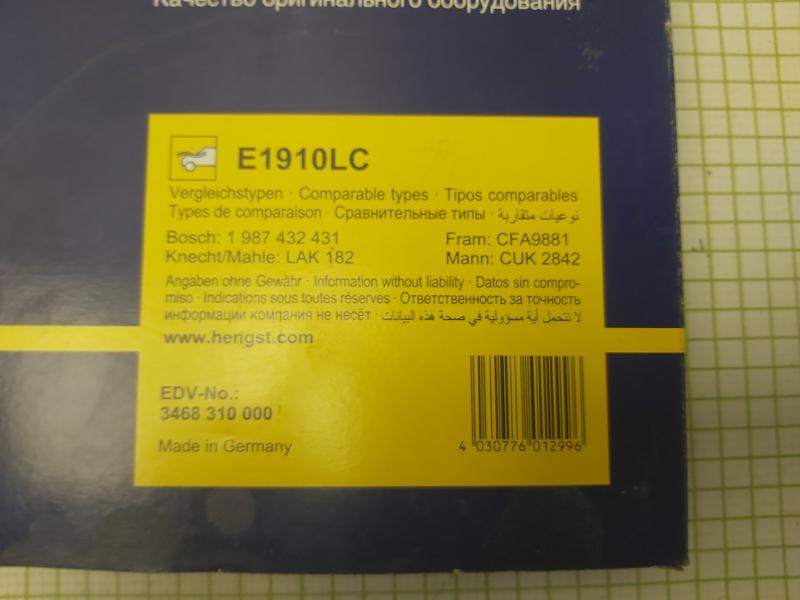 Качество оригинального оборудования
E1910LC
Vergleichstypen · Comparable types · Tipos comparables
Types de comparaison · Сравнительные типы · نوعيات متقاربة
Bosch: 1 987 432 431 Fram: CFA9881
Knecht/Mahle: LAK 182 Mann: CUK 2842
Angaben ohne Gewähr · Information without liability · Datos sin compro-
miso · Indications sous toutes réserves · Ответственность за точность
информации компания не несёт · لا نتحمل أية مسؤولية في صحة هذه البيانات
www.hengst.com
EDV-No.:
3468 310 000
Made in Germany
4 030776 012996